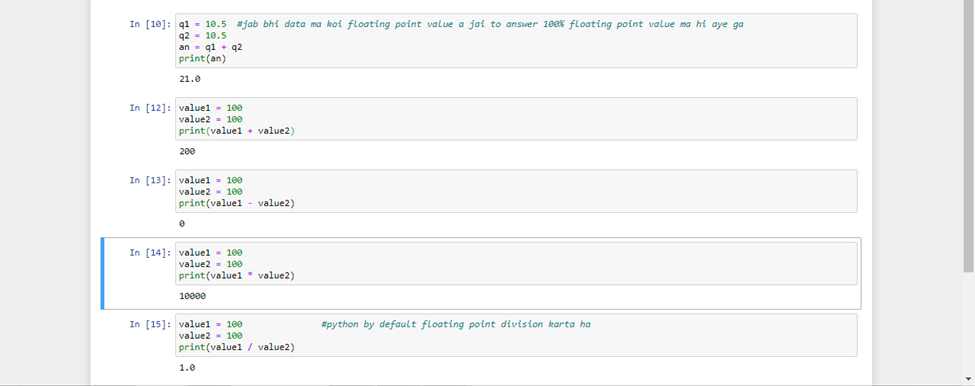 In [10]: q1 = 10.5  #jab bhi data ma koi floating point value a jai to answer 100% floating point value ma hi aye ga
q2 = 10.5
an = q1 + q2
print(an)
21.0
In [12]: value1 = 100
value2 = 100
print(value1 + value2)
200
In [13]: value1 = 100
value2 = 100
print(value1 - value2)
0
In [14]: value1 = 100
value2 = 100
print(value1 * value2)
10000
In [15]: value1 = 100 #python by default floating point division karta ha
value2 = 100
print(value1 / value2)
1.0